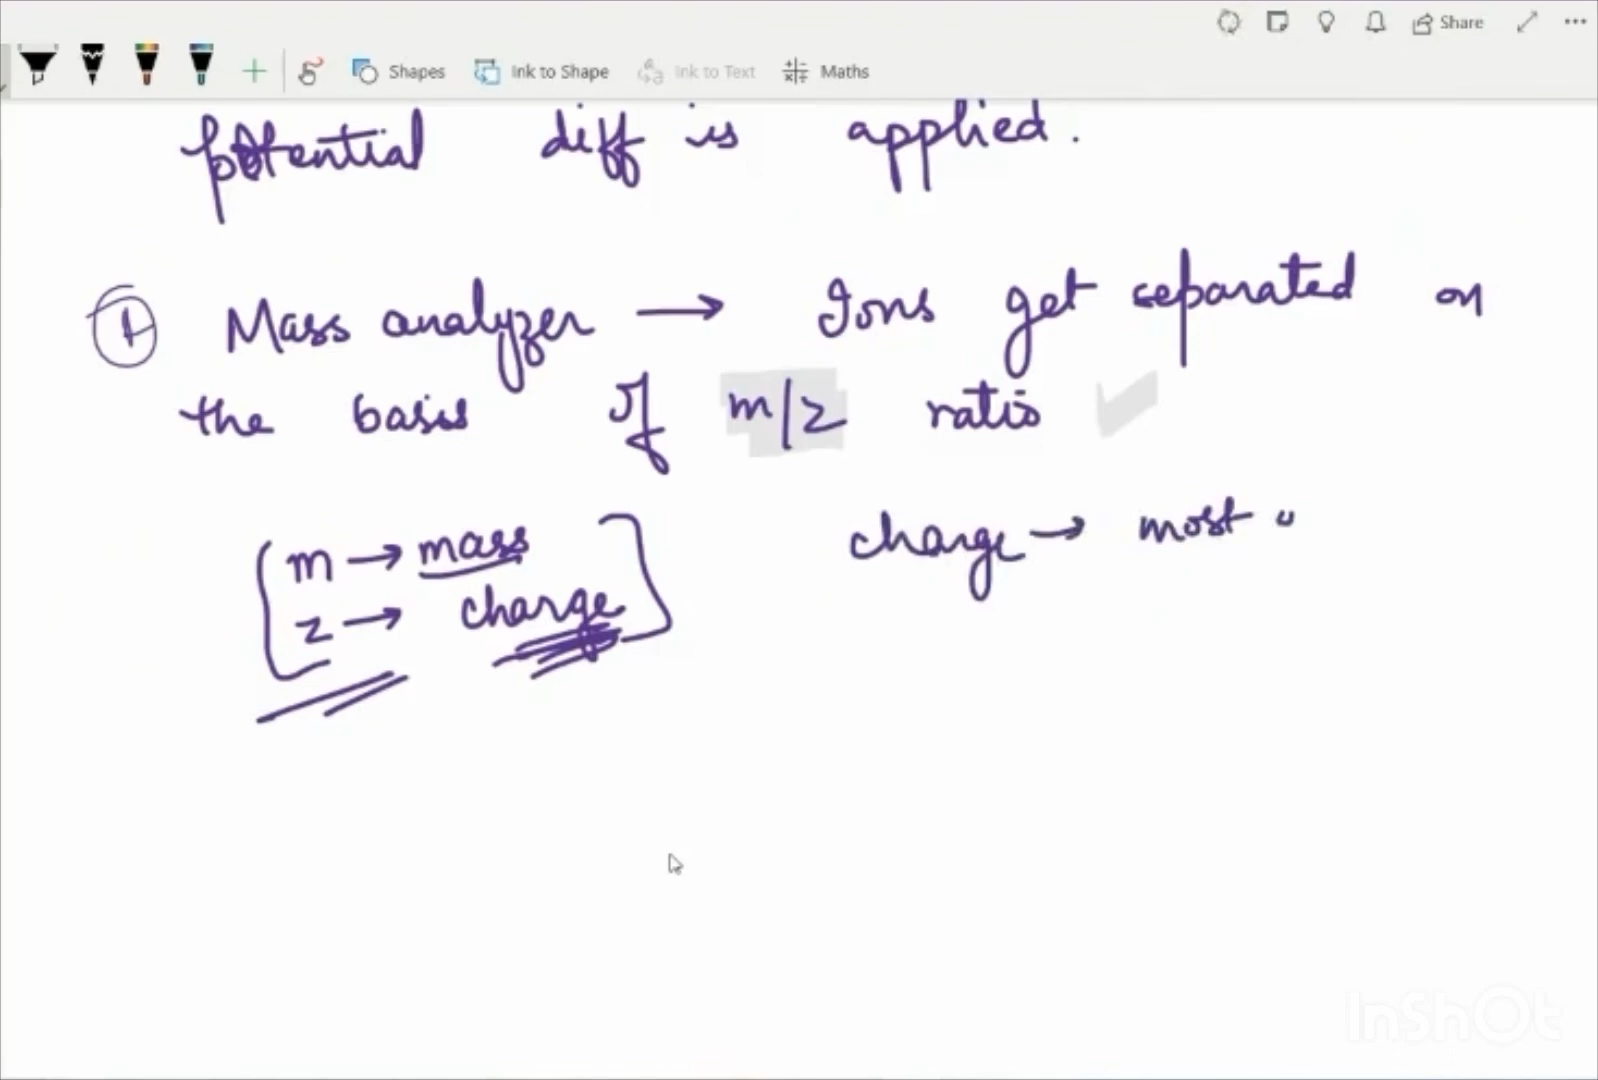 Share
Shapes Ink to Shape Ink to Text Maths
potential diff is applied.
Mass analyzer → Ions get separated on
the basis of m/z ratio
m → mass
z → charge
charge → most
InShOt